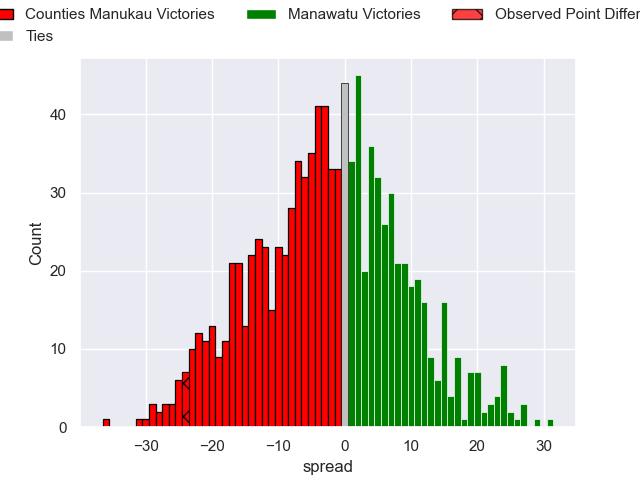 Counties Manukau Victories
Manawatu Victories
Observed Point Differ
Ties
40
30
20
10
0
Count
−30
−20
−10
0
10
20
30
spread